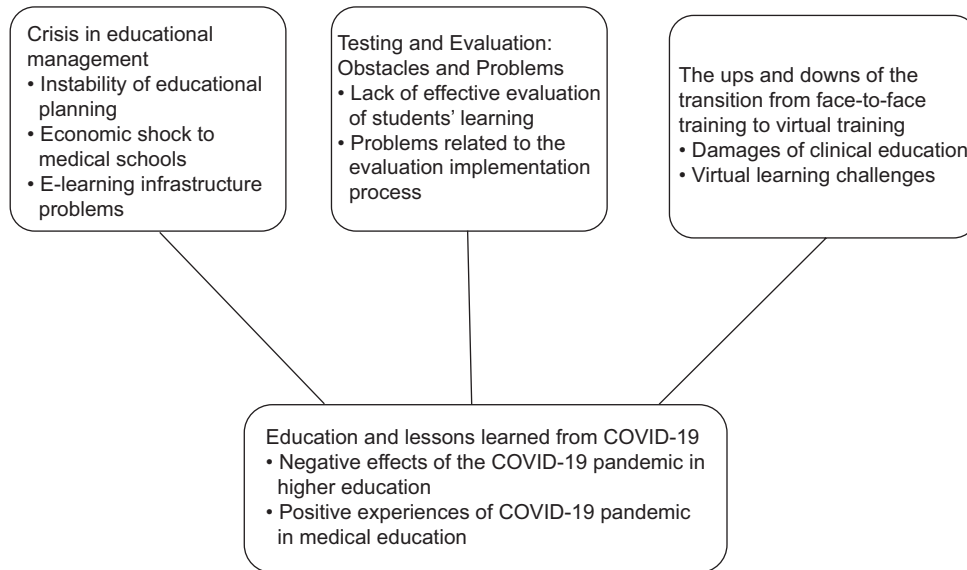 Crisis in educational
management
• Instability of educational
planning
• Economic shock to
medical schools
• E-learning infrastructure
problems
Testing and Evaluation:
Obstacles and Problems
• Lack of effective evaluation
of students’ learning
• Problems related to the
evaluation implementation
process
The ups and downs of the
transition from face-to-face
training to virtual training
• Damages of clinical education
• Virtual learning challenges
Education and lessons learned from COVID-19
• Negative effects of the COVID-19 pandemic in
higher education
• Positive experiences of COVID-19 pandemic
in medical education